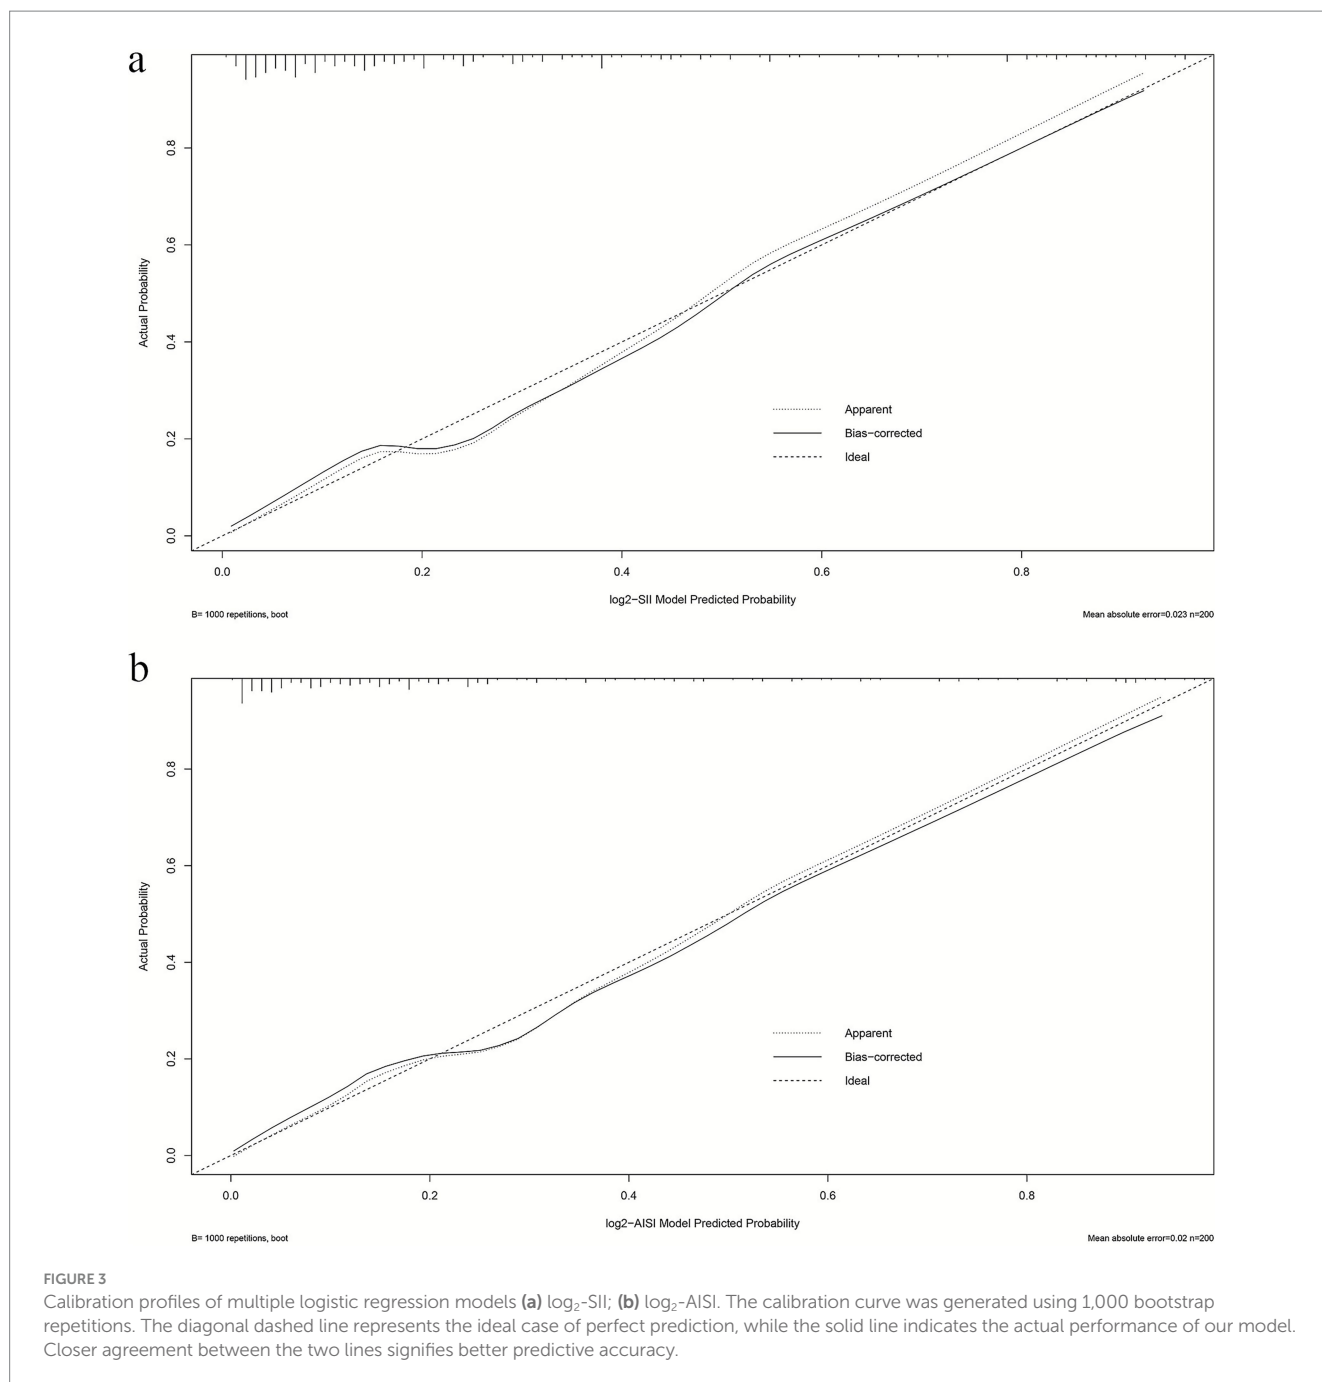 a
0.8
0.6
0.4
0.2
0.0
Actual Probability
Apparent
Bias−corrected
Ideal
0.0 0.2 0.4 0.6 0.8
log2−SII Model Predicted Probability
B= 1000 repetitions, boot
Mean absolute error=0.023 n=200
b
0.8
0.6
0.4
0.2
0.0
Actual Probability
Apparent
Bias−corrected
Ideal
0.0 0.2 0.4 0.6 0.8
log2−AISI Model Predicted Probability
B= 1000 repetitions, boot
Mean absolute error=0.02 n=200
FIGURE 3
Calibration profiles of multiple logistic regression models (a) log₂-SII; (b) log₂-AISI. The calibration curve was generated using 1,000 bootstrap
repetitions. The diagonal dashed line represents the ideal case of perfect prediction, while the solid line indicates the actual performance of our model.
Closer agreement between the two lines signifies better predictive accuracy.